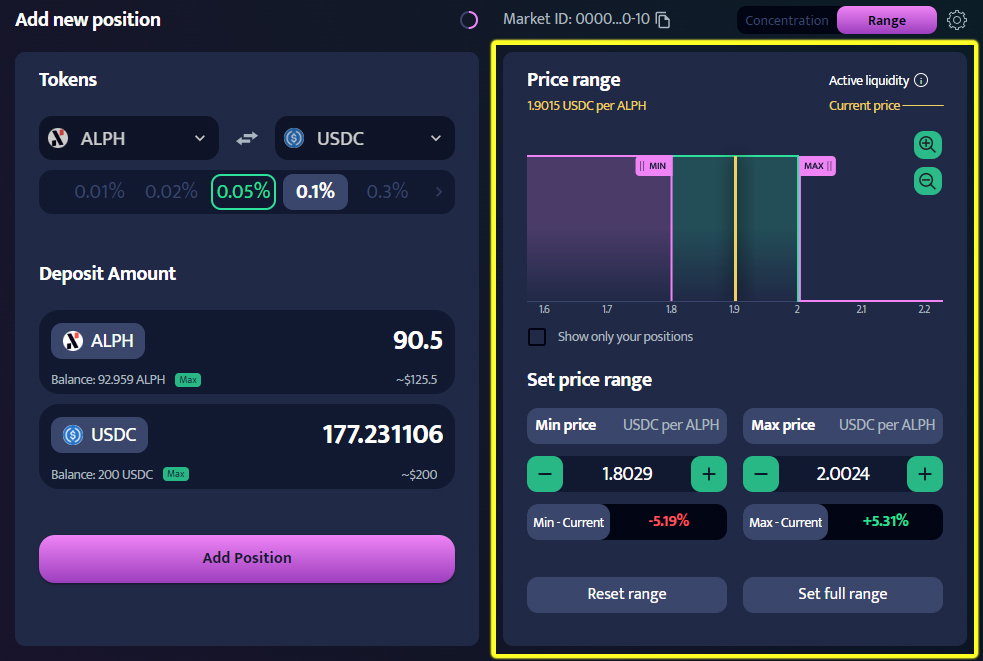 Add new position
Market ID: 0000...0-10
Concentration
Range
Tokens
ALPH
USDC
0.01% 0.02% 0.05% 0.1% 0.3%
Deposit Amount
ALPH 90.5
Balance: 92.959 ALPH Max ~$125.5
USDC 177.231106
Balance: 200 USDC Max ~$200
Add Position
Price range
Active liquidity
1.9015 USDC per ALPH
Current price
MIN MAX
1.6 1.7 1.8 1.9 2 2.1 2.2
Show only your positions
Set price range
Min price USDC per ALPH
Max price USDC per ALPH
1.8029
2.0024
Min - Current -5.19%
Max - Current +5.31%
Reset range
Set full range